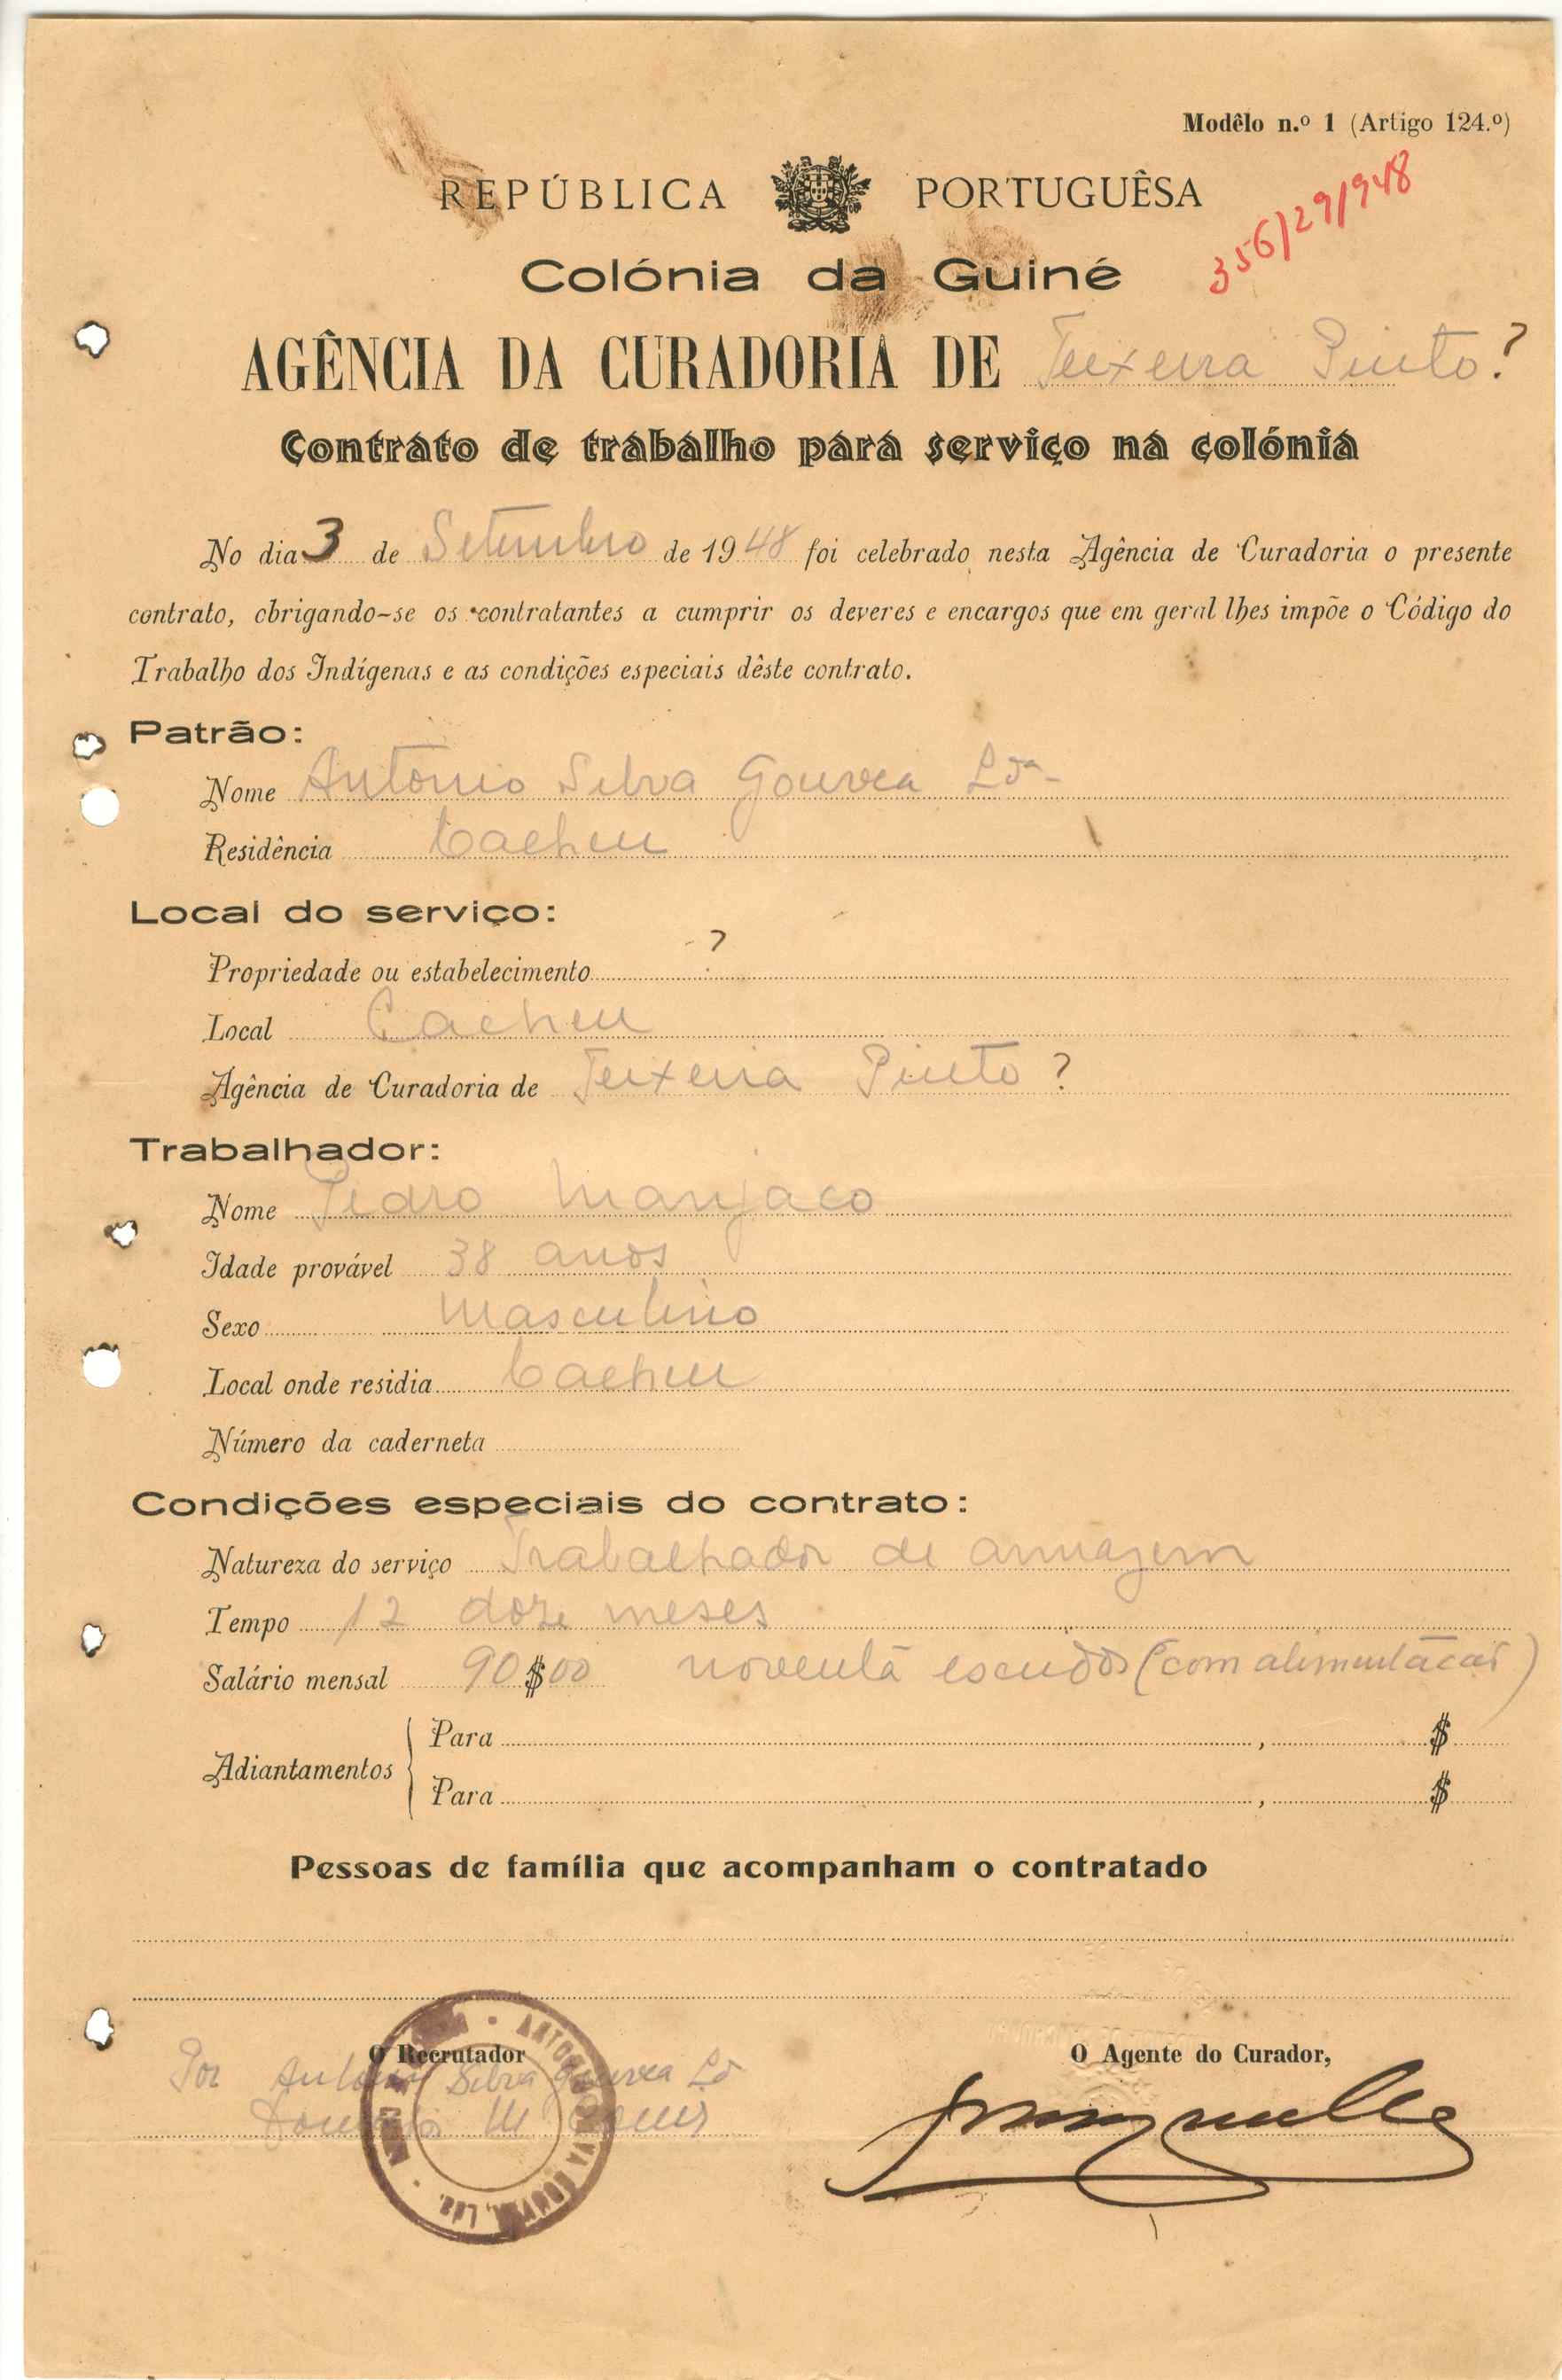 Modêlo n.º 1 (Artigo 124.º)
REPÚBLICA PORTUGUÊSA
356/29/948
Colónia da Guiné
AGÊNCIA DA CURADORIA DE Teixeira Pinto ?
Contrato de trabalho para serviço na colónia
No dia 3 de Setembro de 1948 foi celebrado nesta Agência de Curadoria o presente
contrato, obrigando-se os contratantes a cumprir os deveres e encargos que em geral lhes impõe o Código do
Trabalho dos Indígenas e as condições especiais dêste contrato.
Patrão:
Nome António Silva Gouvea Lda
Residência Cacheu
Local do serviço:
Propriedade ou estabelecimento ?
Local Cacheu
Agência de Curadoria de Teixeira Pinto ?
Trabalhador:
Nome Pedro Manjaco
Idade provável 38 anos
Sexo Masculino
Local onde residia Cacheu
Número da caderneta
Condições especiais do contrato:
Natureza do serviço Trabalhador de armazem
Tempo 12 doze meses
Salário mensal 90$00 noventa escudos (com alimentacão)
Adiantamentos
Para , $
Para , $
Pessoas de família que acompanham o contratado
O Recrutador
O Agente do Curador,
Por António Silva Gouvea Ld